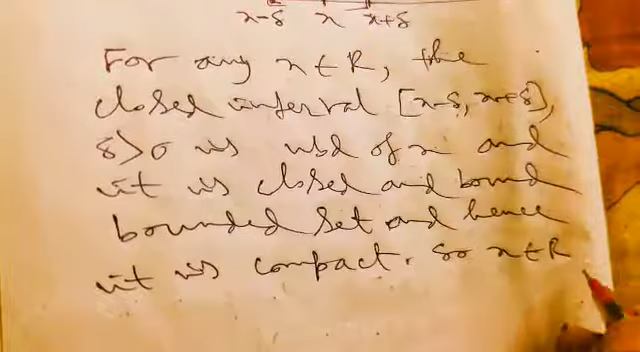 x-δ x x+δ
For any x ∈ R, the
closed interval [x-δ, x+δ],
δ>0 is nbd of x and
it is closed and bound
bounded set and hence
it is compact. So x ∈ R